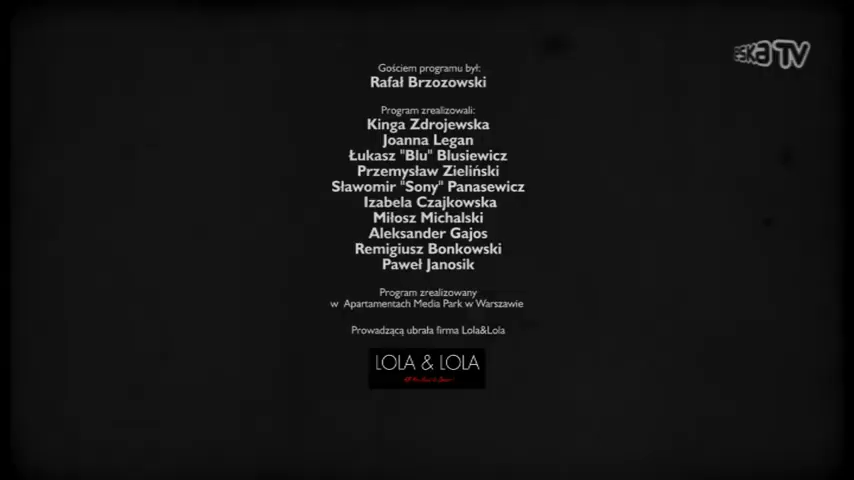 ESKA TV
Gościem programu był:
Rafał Brzozowski
Program zrealizowali:
Kinga Zdrojewska
Joanna Legan
Łukasz "Blu" Blusiewicz
Przemysław Zieliński
Sławomir "Sony" Panasewicz
Izabela Czajkowska
Miłosz Michalski
Aleksander Gajos
Remigiusz Bonkowski
Paweł Janosik
Program zrealizowany
w Apartamentach Media Park w Warszawie
Prowadzącą ubrała firma Lola&Lola
LOLA & LOLA